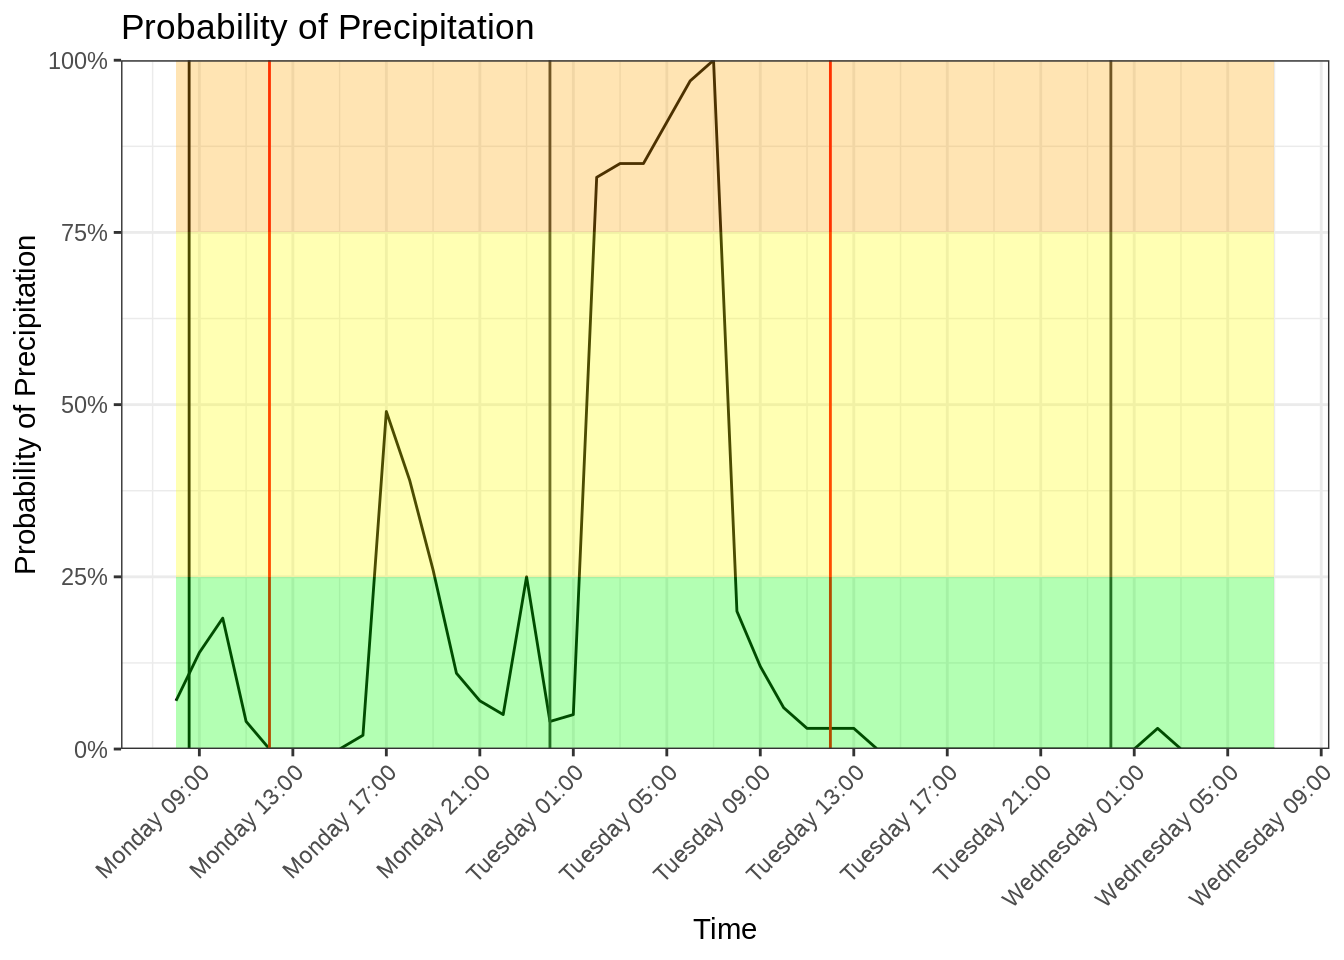 Probability of Precipitation
Probability of Precipitation
100%
75%
50%
25%
0%
Monday 09:00
Monday 13:00
Monday 17:00
Monday 21:00
Tuesday 01:00
Tuesday 05:00
Tuesday 09:00
Tuesday 13:00
Tuesday 17:00
Tuesday 21:00
Wednesday 01:00
Wednesday 05:00
Wednesday 09:00
Time